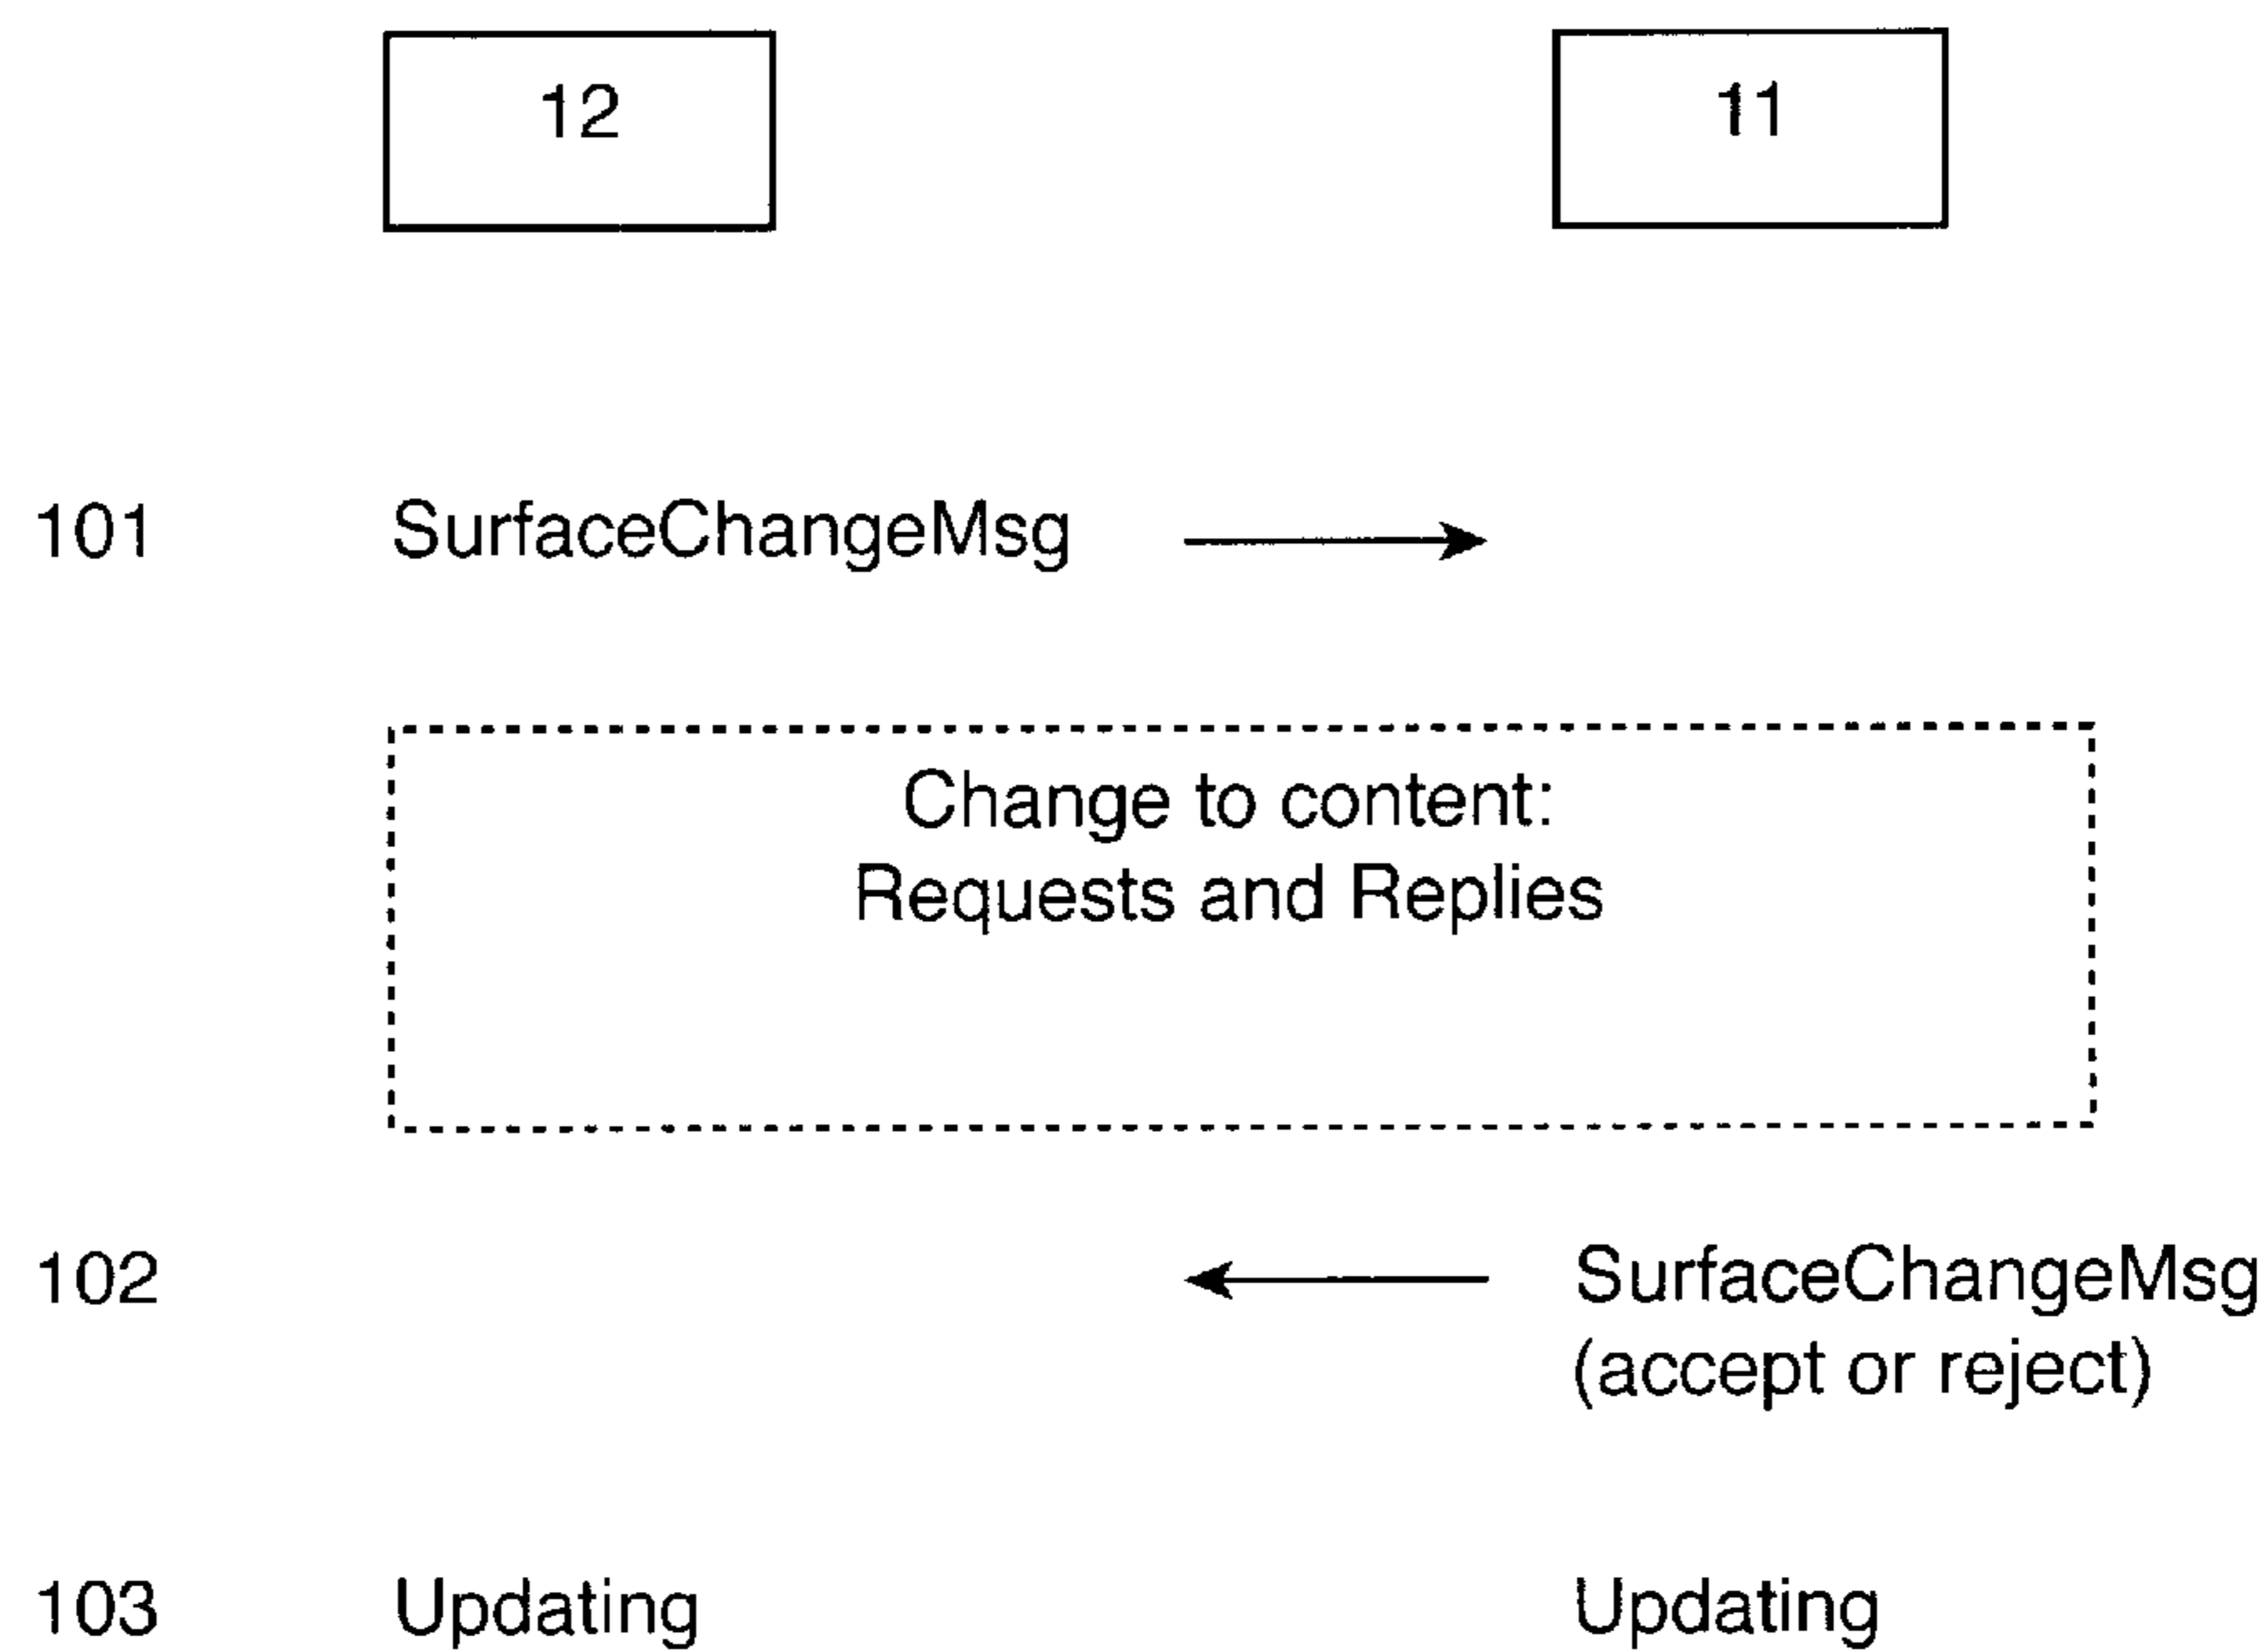 12 11
101 SurfaceChangeMsg
Change to content:
Requests and Replies
102 SurfaceChangeMsg
(accept or reject)
103 Updating Updating